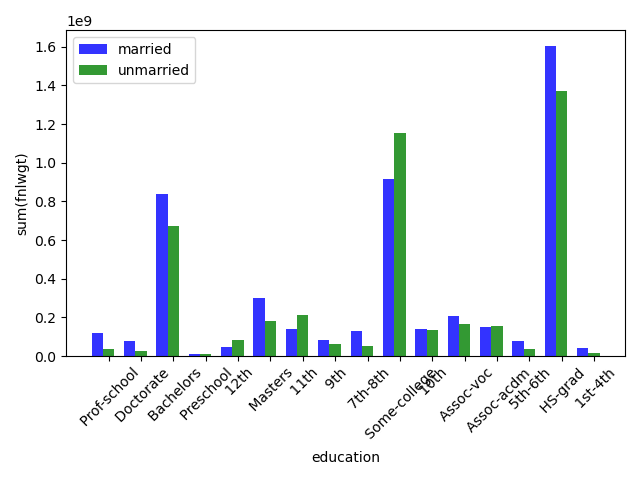 1e9
married
unmarried
1.6
1.4
1.2
1.0
0.8
0.6
0.4
0.2
0.0
sum(fnlwgt)
Prof-school
Doctorate
Bachelors
Preschool
12th
Masters
11th
9th
7th-8th
Some-college
10th
Assoc-voc
Assoc-acdm
5th-6th
HS-grad
1st-4th
education